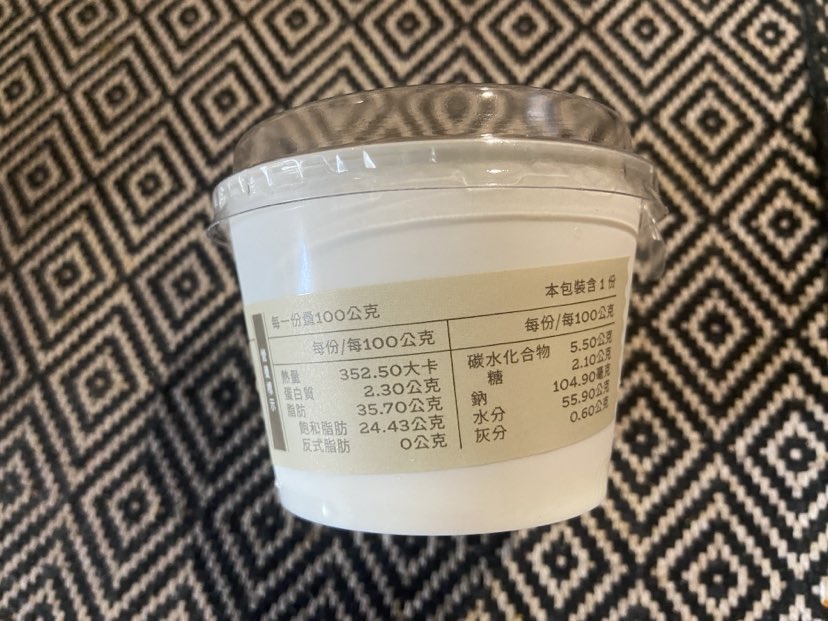 每一份量100公克
本包裝含1份
每份/每100公克
熱量 352.50大卡
蛋白質 2.30公克
脂肪 35.70公克
飽和脂肪 24.43公克
反式脂肪 0公克
每份/每100公克
碳水化合物 5.50公克
糖 2.10公克
鈉 104.90毫克
水分 55.90公克
灰分 0.60公克